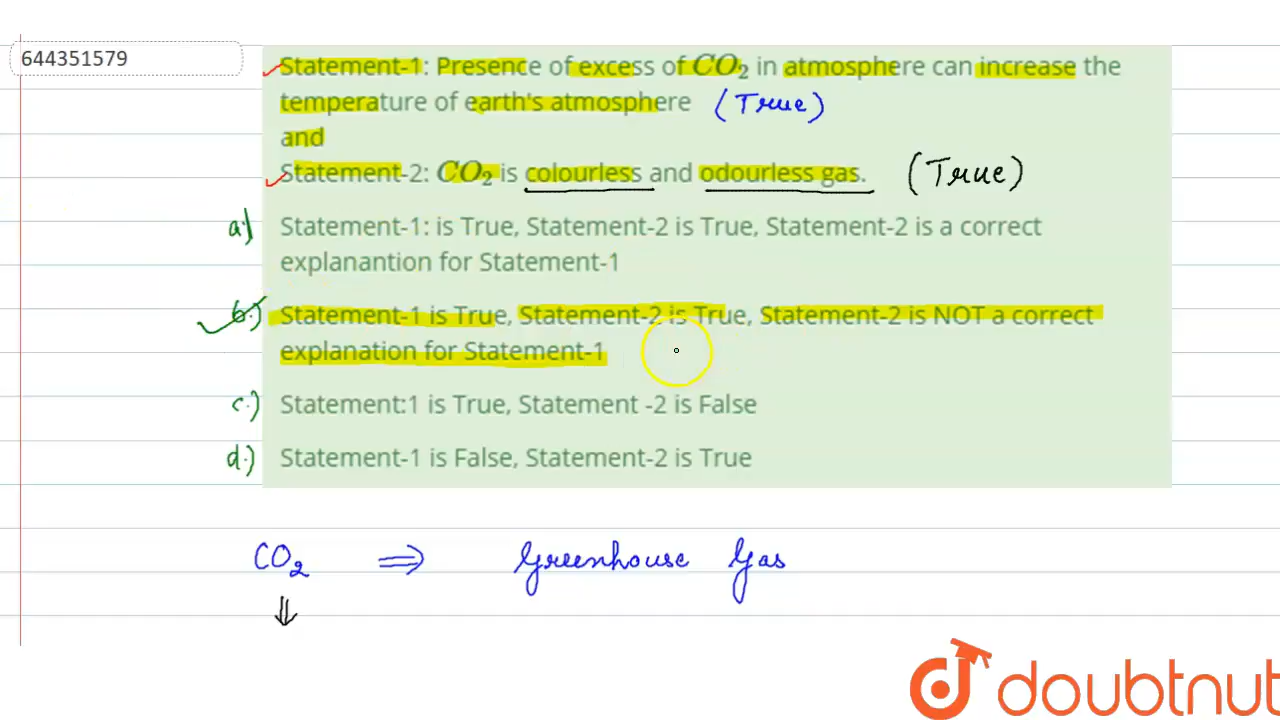 644351579
Statement-1: Presence of excess of CO₂ in atmosphere can increase the
temperature of earth's atmosphere (True)
and
Statement-2: CO₂ is colourless and odourless gas. (True)
a.) Statement-1: is True, Statement-2 is True, Statement-2 is a correct
explanantion for Statement-1
b.) Statement-1 is True, Statement-2 is True, Statement-2 is NOT a correct
explanation for Statement-1
c.) Statement:1 is True, Statement -2 is False
d.) Statement-1 is False, Statement-2 is True
CO₂ ⇒ Greenhouse Gas
⇓
doubtnut